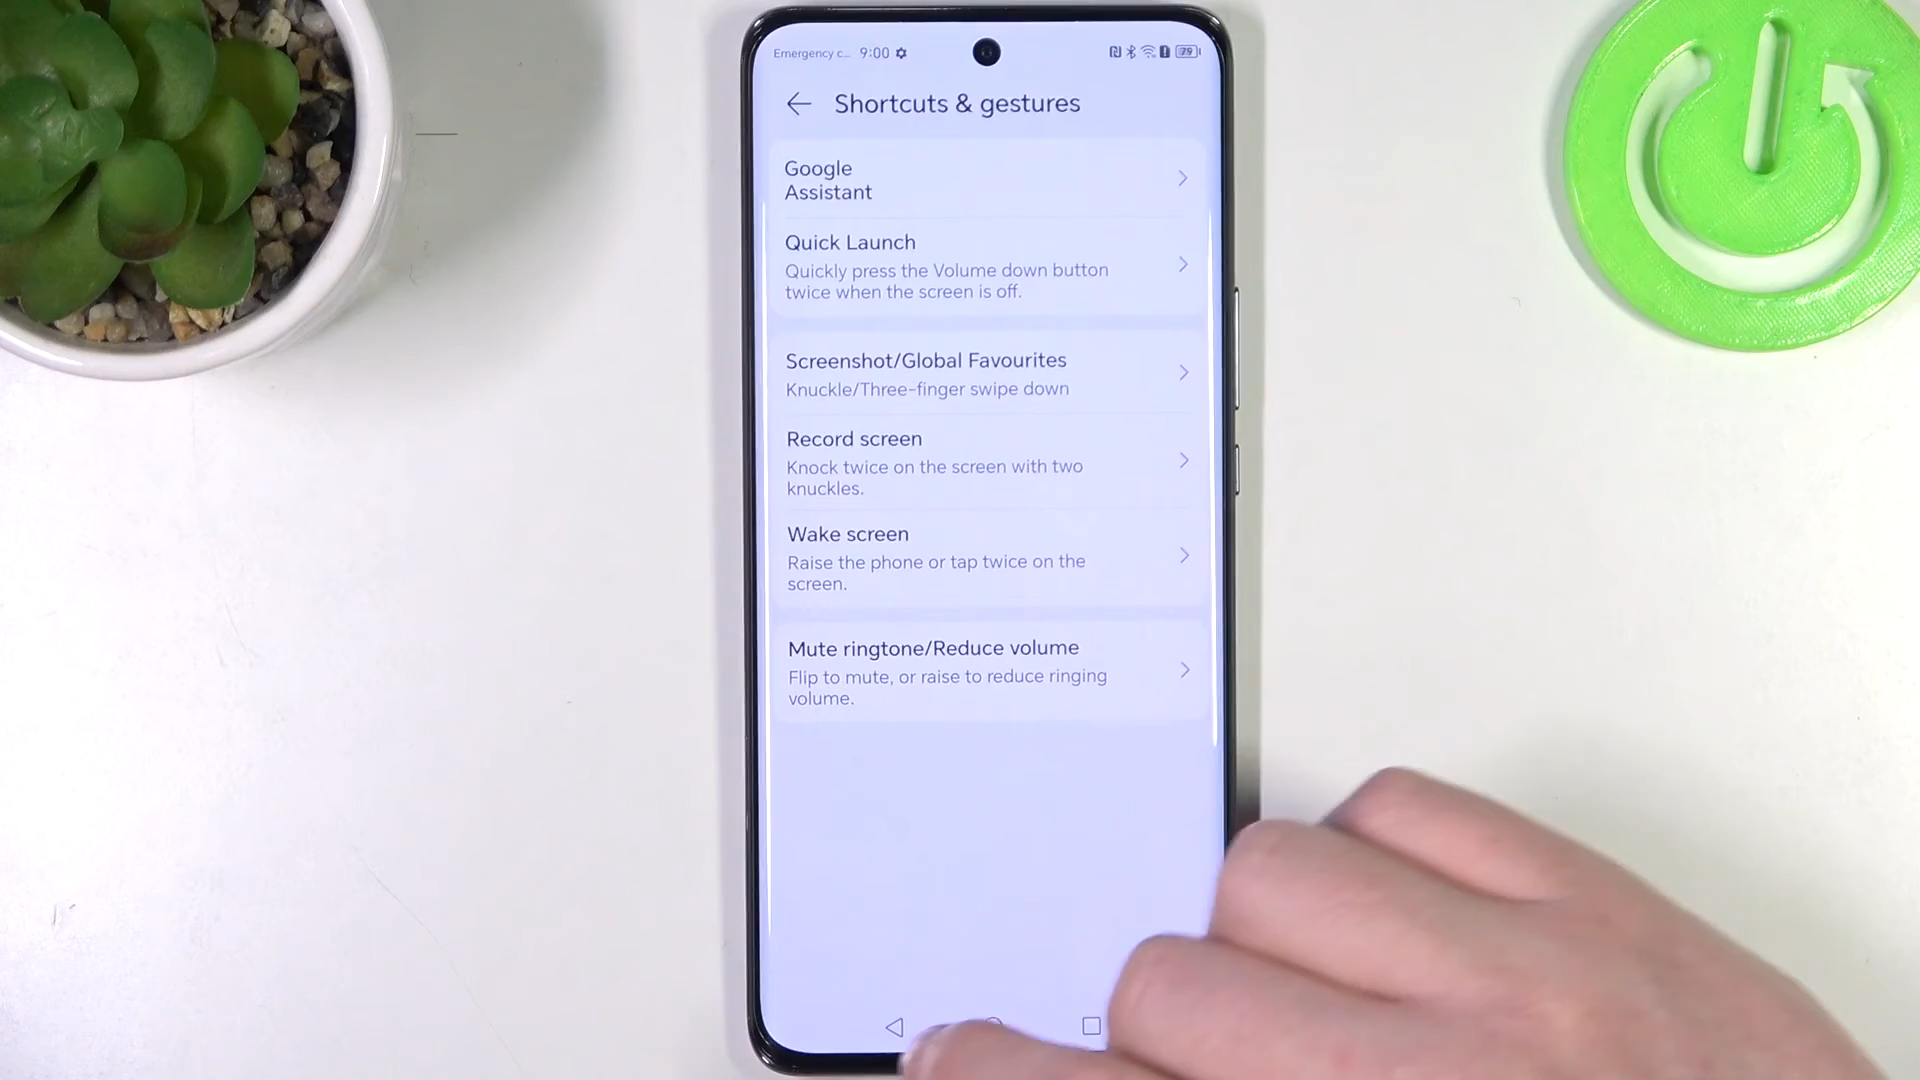 Emergency c... 9:00
79
Shortcuts & gestures
Google
Assistant
Quick Launch
Quickly press the Volume down button
twice when the screen is off.
Screenshot/Global Favourites
Knuckle/Three-finger swipe down
Record screen
Knock twice on the screen with two
knuckles.
Wake screen
Raise the phone or tap twice on the
screen.
Mute ringtone/Reduce volume
Flip to mute, or raise to reduce ringing
volume.